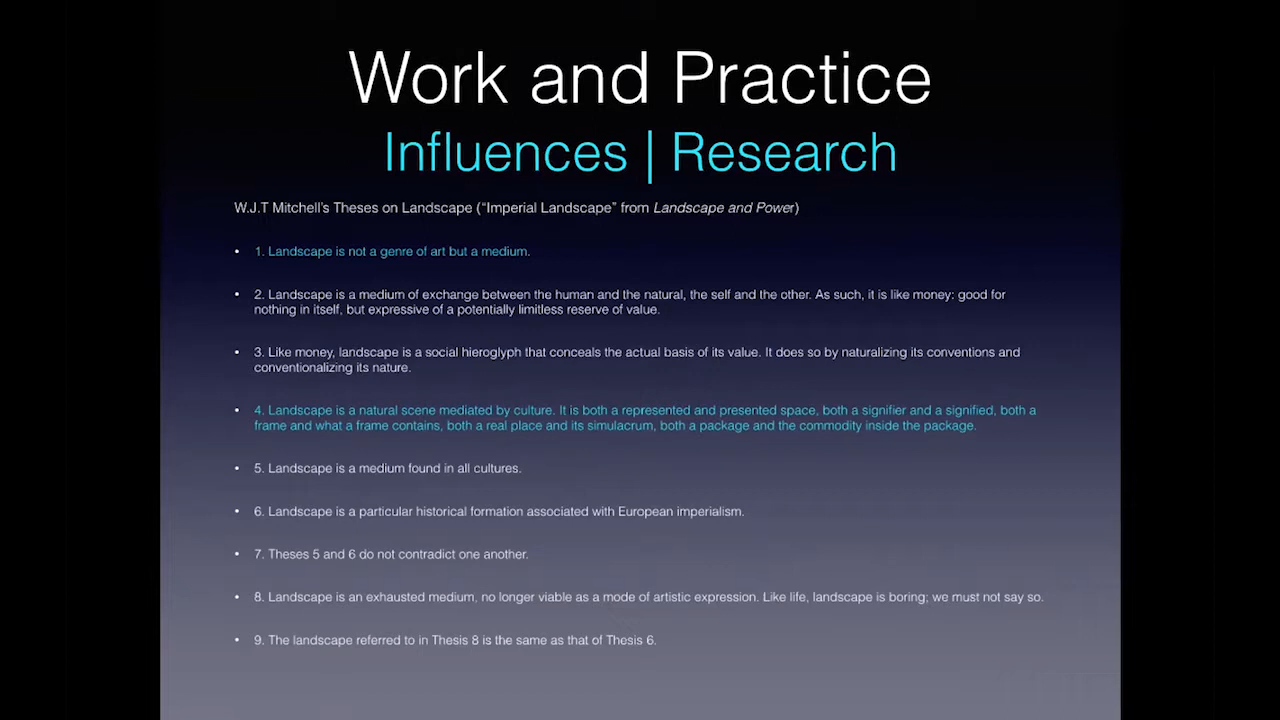 Work and Practice
Influences | Research
W.J.T Mitchell's Theses on Landscape ("Imperial Landscape" from Landscape and Power)
• 1. Landscape is not a genre of art but a medium.
• 2. Landscape is a medium of exchange between the human and the natural, the self and the other. As such, it is like money: good for
nothing in itself, but expressive of a potentially limitless reserve of value.
• 3. Like money, landscape is a social hieroglyph that conceals the actual basis of its value. It does so by naturalizing its conventions and
conventionalizing its nature.
• 4. Landscape is a natural scene mediated by culture. It is both a represented and presented space, both a signifier and a signified, both a
frame and what a frame contains, both a real place and its simulacrum, both a package and the commodity inside the package.
• 5. Landscape is a medium found in all cultures.
• 6. Landscape is a particular historical formation associated with European imperialism.
• 7. Theses 5 and 6 do not contradict one another.
• 8. Landscape is an exhausted medium, no longer viable as a mode of artistic expression. Like life, landscape is boring; we must not say so.
• 9. The landscape referred to in Thesis 8 is the same as that of Thesis 6.